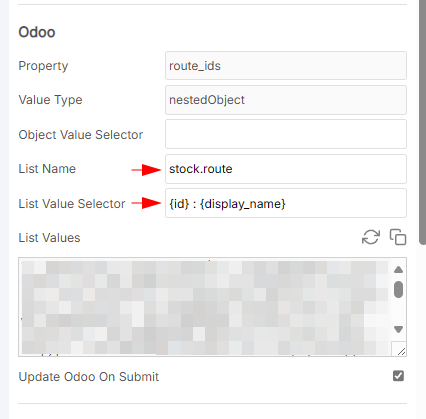 Odoo
Property route_ids
Value Type nestedObject
Object Value Selector
List Name stock.route
List Value Selector {id} : {display_name}
List Values
Update Odoo On Submit